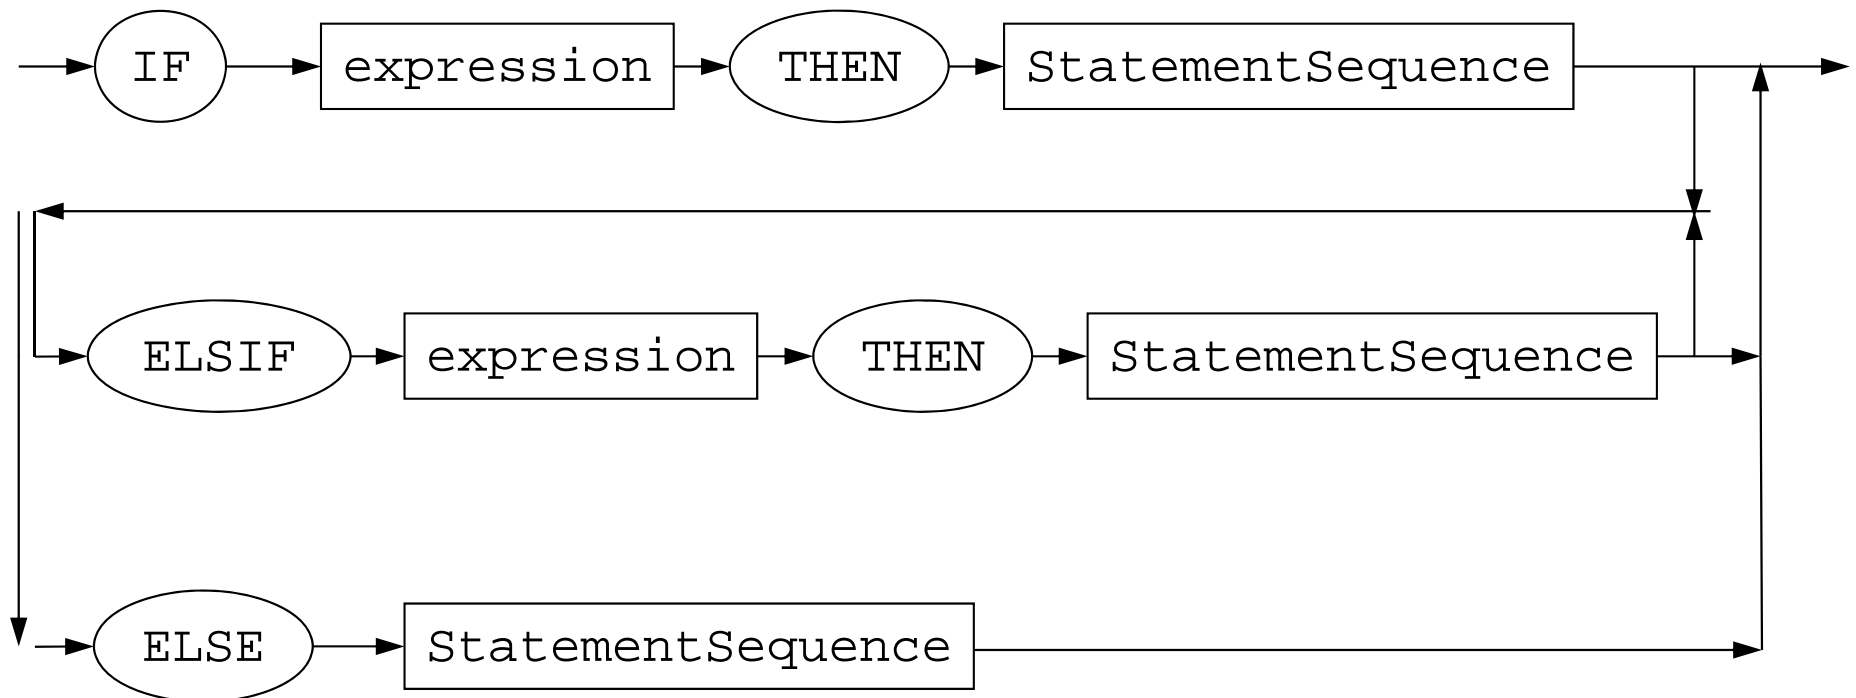 IF expression THEN StatementSequence
ELSIF expression THEN StatementSequence
ELSE StatementSequence